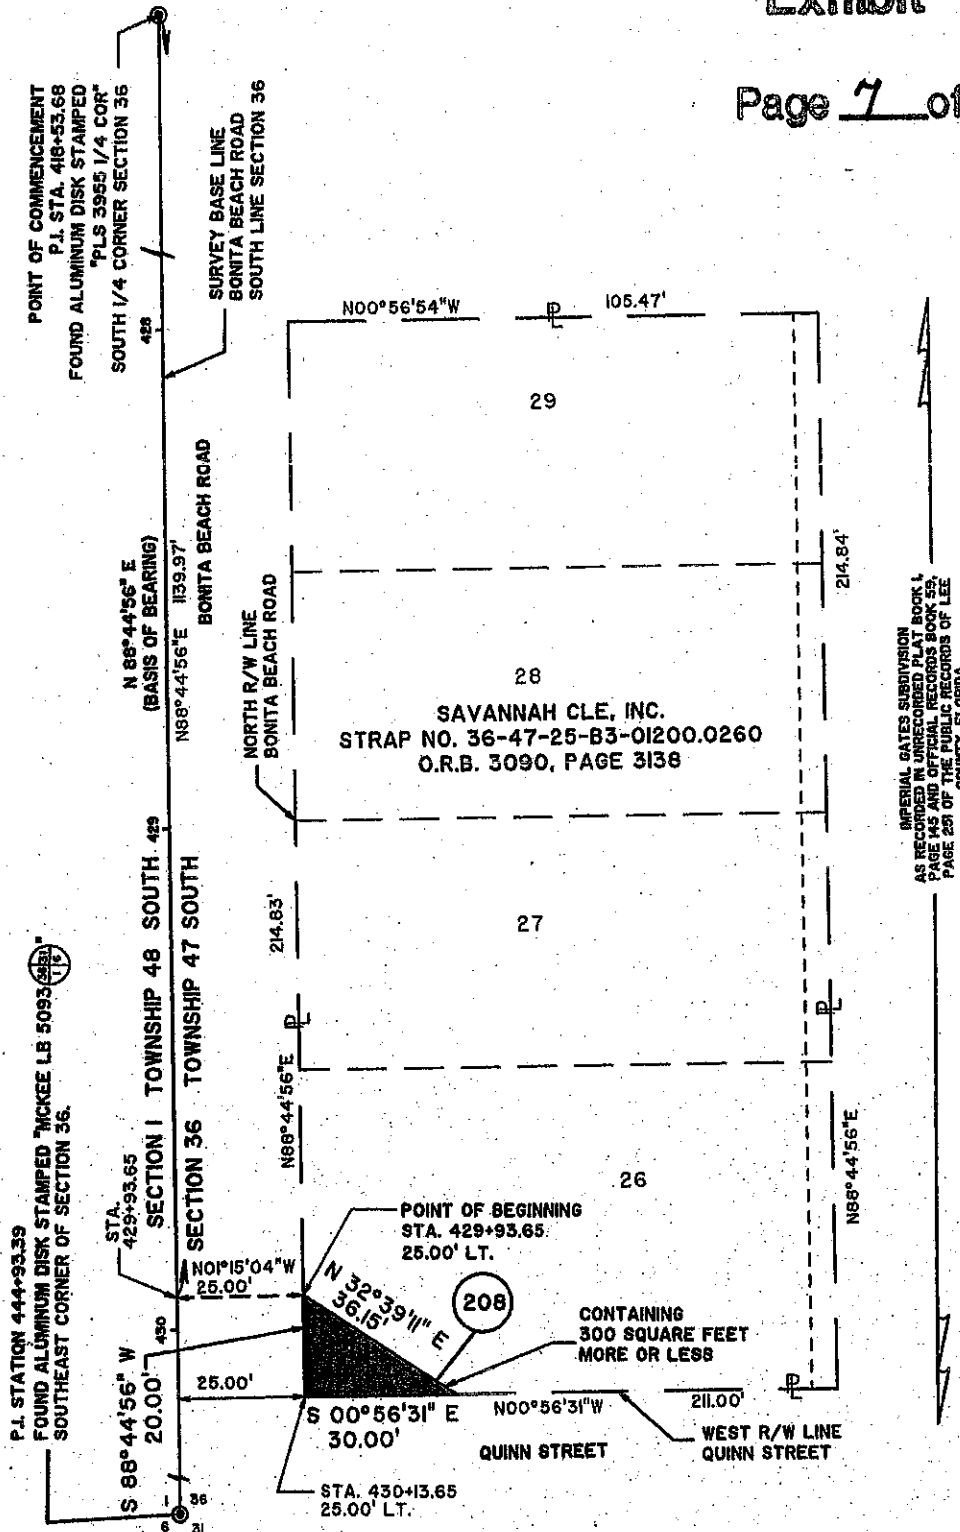 Exhibit
Page 7 of
POINT OF COMMENCEMENT
P.I. STA. 418+53.68
FOUND ALUMINUM DISK STAMPED
"PLS 3955 1/4 COR"
SOUTH 1/4 CORNER SECTION 36
428
SURVEY BASE LINE
BONITA BEACH ROAD
SOUTH LINE SECTION 36
N 88°44'56" E
(BASIS OF BEARING)
N88°44'56"E 1139.97'
BONITA BEACH ROAD
NORTH R/W LINE
BONITA BEACH ROAD
N00°56'54"W
105.47'
29
28
SAVANNAH CLE, INC.
STRAP NO. 36-47-25-B3-01200.0260
O.R.B. 3090, PAGE 3138
27
26
214.84'
N88°44'56"E
214.83'
N88°44'56"E
IMPERIAL GATES SUBDIVISION
AS RECORDED IN UNRECORDED PLAT BOOK 1,
PAGE 145 AND OFFICIAL RECORDS BOOK 59,
PAGE 251 OF THE PUBLIC RECORDS OF LEE
COUNTY, FLORIDA
429
SECTION 1 TOWNSHIP 48 SOUTH
SECTION 36 TOWNSHIP 47 SOUTH
P.I. STATION 444+93.39
FOUND ALUMINUM DISK STAMPED "MCKEE LB 5093 36 31 1 6"
SOUTHEAST CORNER OF SECTION 36.
STA.
429+93.65
N01°15'04"W
25.00'
POINT OF BEGINNING
STA. 429+93.65
25.00' LT.
N 32°39'11" E
36.15'
208
CONTAINING
300 SQUARE FEET
MORE OR LESS
430
S 88°44'56" W
20.00'
25.00'
S 00°56'31" E
30.00'
N00°56'31"W
211.00'
QUINN STREET
WEST R/W LINE
QUINN STREET
STA. 430+13.65
25.00' LT.
1 36
6 31